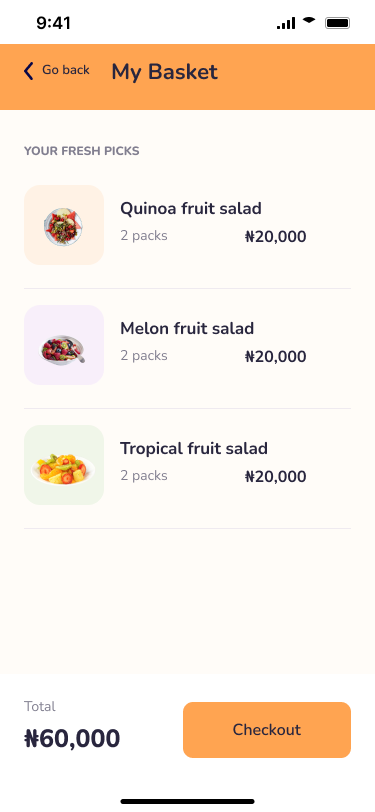 9:41
Go back
My Basket
YOUR FRESH PICKS
Quinoa fruit salad
2 packs
₦20,000
Melon fruit salad
2 packs
₦20,000
Tropical fruit salad
2 packs
₦20,000
Total
₦60,000
Checkout